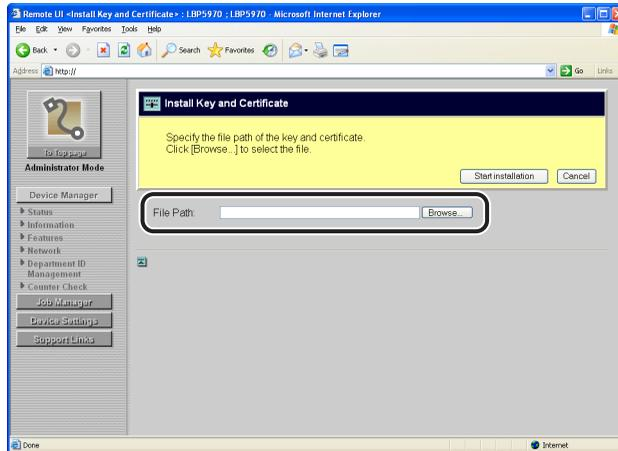 Remote UI <Install Key and Certificate> : LBP5970 ; LBP5970 - Microsoft Internet Explorer
File Edit View Favorites Tools Help
Back Search Favorites
Address http:// Go Links
To Top page
Administrator Mode
Device Manager
Status
Information
Features
Network
Department ID
Management
Counter Check
Job Manager
Device Settings
Support Links
Install Key and Certificate
Specify the file path of the key and certificate.
Click [Browse...] to select the file.
Start installation Cancel
File Path: Browse...
Done Internet